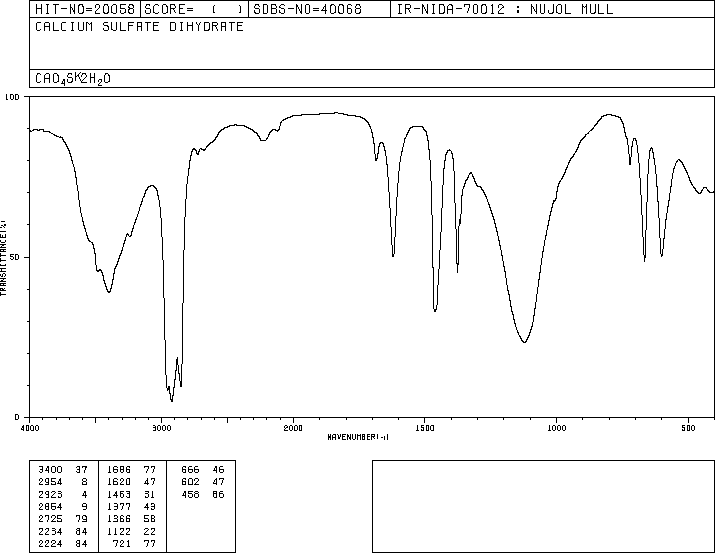 HIT-NO=20058 SCORE= ( ) SDBS-NO=40068 IR-NIDA-70012 : NUJOL MULL
CALCIUM SULFATE DIHYDRATE
CAO4SK2H2O
100
50
0
TRANSMITTANCE(%)
4000 3000 2000 1500 1000 500
WAVENUMBER(-1)
3400 37 1686 77 666 46
2954 8 1620 47 602 47
2923 4 1463 31 458 66
2854 9 1377 43
2725 79 1366 58
2234 84 1122 22
2224 84 721 77